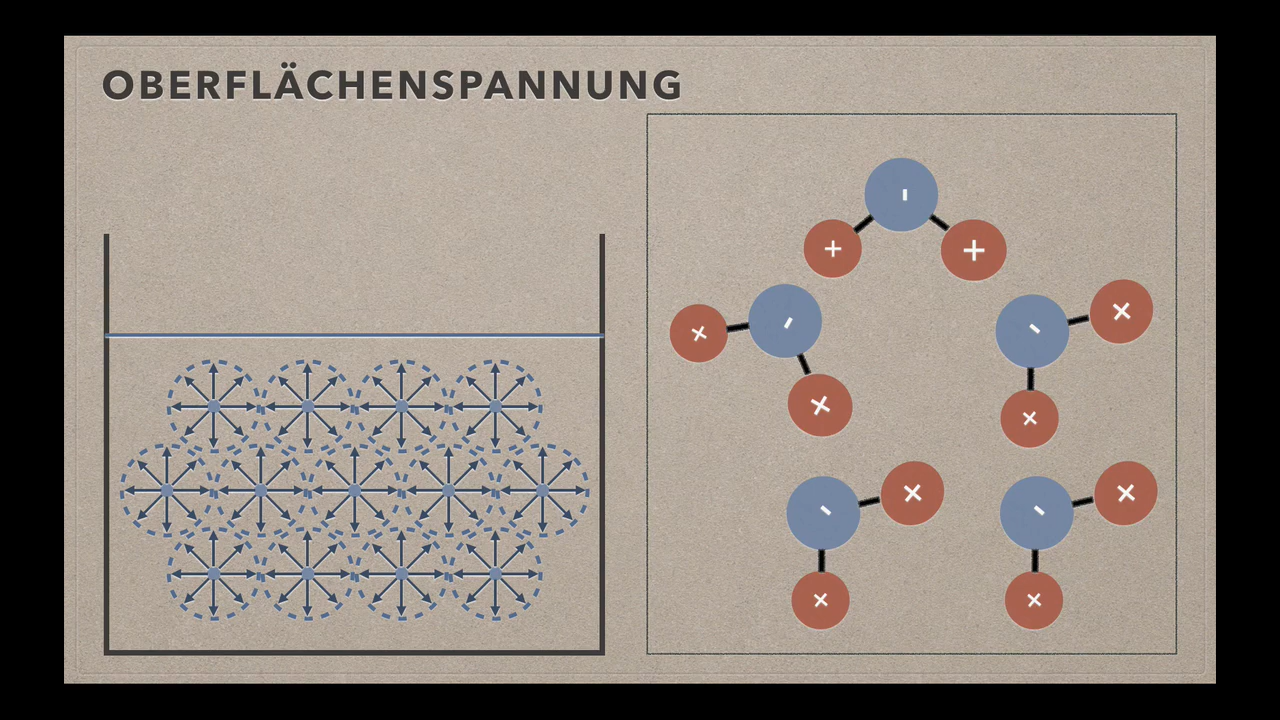 OBERFLÄCHENSPANNUNG
-
+ +
+ - - +
+ +
- + - +
+ +